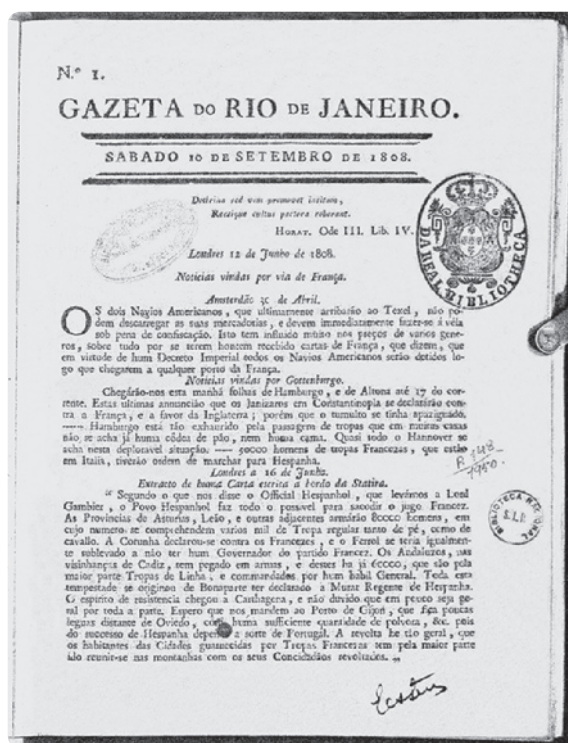 N.º 1.
GAZETA DO RIO DE JANEIRO.
SABADO 10 DE SETEMBRO DE 1808.
Doctrina sed vim promovet insitam,
Rectique cultus pectora roborant.
HORAT. Ode III. Lib. IV.
Londres 12 de Junho de 1808.
Noticias vindas por via de França.
Amsterdão 30 de Abril.
OS dois Navios Americanos, que ultimamente arribarão ao Texel, não po-
dem descarregar as suas mercadorias, e devem immediatamente fazer-se á vela
sob pena de confiscação. Isto tem influido muito nos preços de varios gene-
ros, sobre tudo por se terem hontem recebido cartas de França, que dizem, que
em virtude de hum Decreto Imperial todos os Navios Americanos serão detidos lo-
go que chegarem a qualquer porto da França.
Noticias vindas por Gottenburgo.
Chegárão-nos esta manhã folhas de Hamburgo, e de Altona até 17 do cor-
rente. Estas ultimas annuncião que os Janizaros em Constantinopla se declarárão con-
tra a França, e a favor da Inglaterra; porém que o tumulto se tinha apaziguado.
---- Hamburgo está tão exhaurido pela passagem de tropas que em muitas casas
não se acha já huma côdea de pão, nem huma cama. Quasi todo o Hannover se
acha nesta deploravel situação. ---- 50000 homens de tropas Francezas, que estão
em Italia, tiverão ordem de marchar para Hespanha.
Londres a 16 de Junho.
Extracto de huma Carta escrita a bordo da Statira.
" Segundo o que nos disse o Official Hespanhol, que levámos a Lord
Gambier, o Povo Hespanhol faz todo o possivel para sacodir o jugo Francez.
As Provincias de Asturias, Leão, e outras adjacentes armárão 80000 homens, em
cujo numero se comprehendem varios mil de Tropa regular tanto de pé, como de
cavallo. A Corunha declarou-se contra os Francezes, e o Ferrol se teria igualmen-
te sublevado a não ter hum Governador do partido Francez. Os Andaluzos, nas
visinhanças de Cadiz, tem pegado em armas, e destes ha já 60000, que são pela
maior parte Tropas de Linha, e commandados por hum habil General. Toda esta
tempestade se originou de Bonaparte ter declarado a Murat Regente de Hespanha.
O espirito de resistencia chegou a Carthagena, e não duvido que em pouco seja ge-
ral por toda a parte. Espero que nos mandem ao Porto de Gijon, que fica poucas
leguas distante de Oviedo, com huma sufficiente quantidade de polvora, &c. pois
do successo de Hespanha depende a sorte de Portugal. A revolta he tão geral, que
os habitantes das Cidades guarnecidas por Tropas Francezas tem pela maior parte
ido reunir-se nas montanhas com os seus Concidadãos revoltados. „
DA REAL BIBLIOTHECA
BIBLIOTECA NACIONAL
S.L.R.